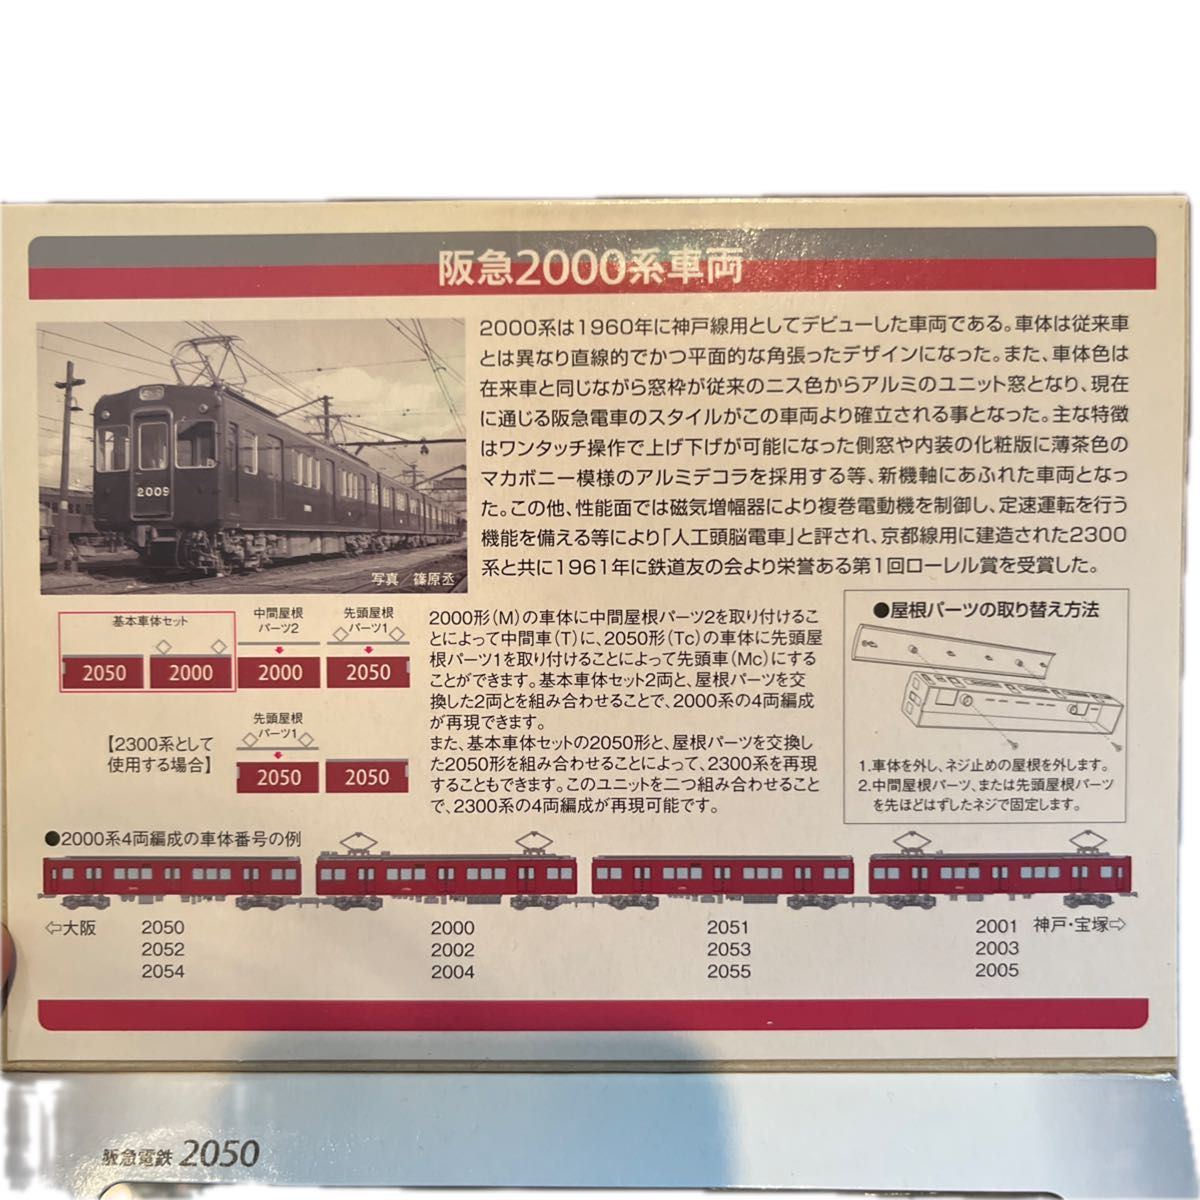 阪急2000系車両
2000系は1960年に神戸線用としてデビューした車両である。車体は従来車
とは異なり直線的でかつ平面的な角張ったデザインになった。また、車体色は
在来車と同じながら窓枠が従来のニス色からアルミのユニット窓となり、現在
に通じる阪急電車のスタイルがこの車両より確立される事となった。主な特徴
はワンタッチ操作で上げ下げが可能になった側窓や内装の化粧版に薄茶色の
マカボニー模様のアルミデコラを採用する等、新機軸にあふれた車両となっ
た。この他、性能面では磁気増幅器により複巻電動機を制御し、定速運転を行う
機能を備える等により「人工頭脳電車」と評され、京都線用に建造された2300
系と共に1961年に鉄道友の会より栄誉ある第1回ローレル賞を受賞した。
2009
写真 篠原丞
基本車体セット
中間屋根
パーツ2
先頭屋根
パーツ1
2050 2000 2000 2050
先頭屋根
パーツ1
【2300系として
使用する場合】
2050 2050
2000形(M)の車体に中間屋根パーツ2を取り付けるこ
とによって中間車(T)に、2050形(Tc)の車体に先頭屋
根パーツ1を取り付けることによって先頭車(Mc)にする
ことができます。基本車体セット2両と、屋根パーツを交
換した2両とを組み合わせることで、2000系の4両編成
が再現できます。
また、基本車体セットの2050形と、屋根パーツを交換し
た2050形を組み合わせることによって、2300系を再現
することもできます。このユニットを二つ組み合わせること
で、2300系の4両編成が再現可能です。
●屋根パーツの取り替え方法
1.車体を外し、ネジ止めの屋根を外します。
2.中間屋根パーツ、または先頭屋根パーツ
を先ほどはずしたネジで固定します。
●2000系4両編成の車体番号の例
⇦大阪 2050 2000 2051 2001 神戸・宝塚⇨
2052 2002 2053 2003
2054 2004 2055 2005
阪急電鉄 2050